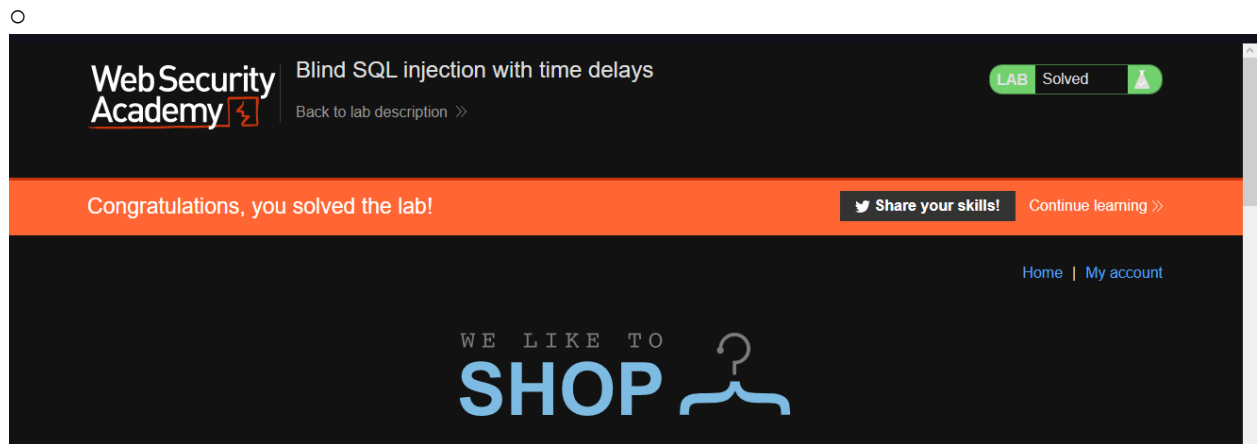 Web Security
Academy
Blind SQL injection with time delays
Back to lab description
LAB Solved
Congratulations, you solved the lab!
Share your skills!
Continue learning
Home | My account
WE LIKE TO
SHOP